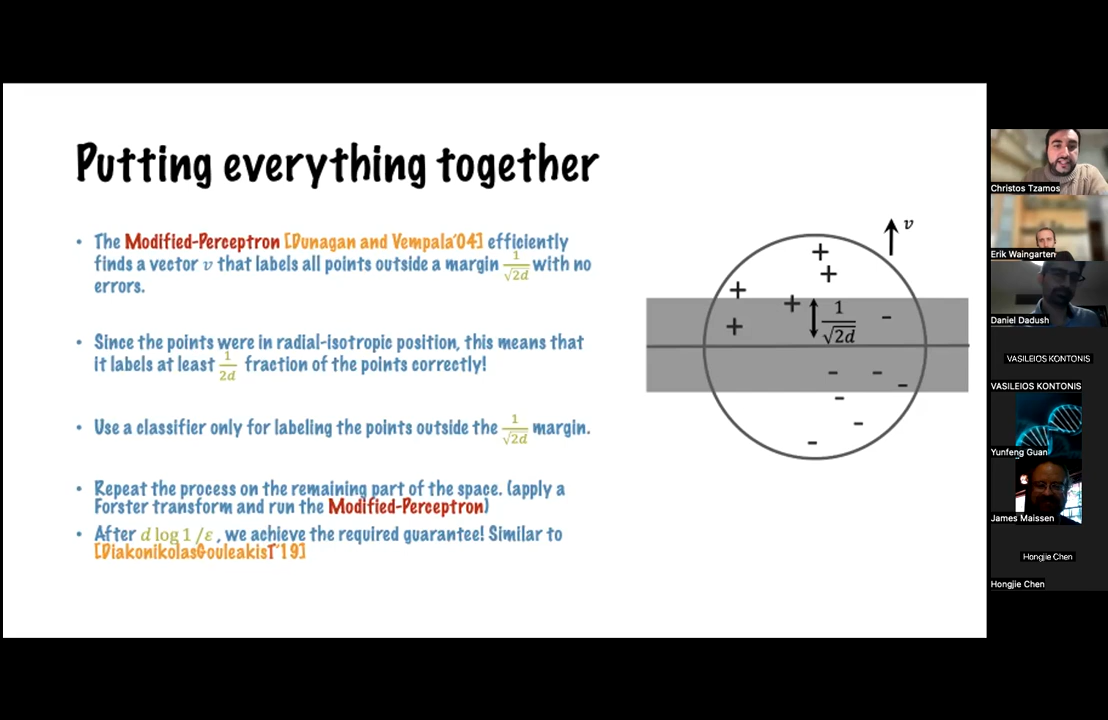 Putting everything together
• The Modified-Perceptron [Dunagan and Vempala'04] efficiently
finds a vector v that labels all points outside a margin 1/√2d with no
errors.
• Since the points were in radial-isotropic position, this means that
it labels at least 1/2d fraction of the points correctly!
• Use a classifier only for labeling the points outside the 1/√2d margin.
• Repeat the process on the remaining part of the space. (apply a
Forster transform and run the Modified-Perceptron)
• After d log 1/ε, we achieve the required guarantee! Similar to
[DiakonikolasGouleakisT'19]
v
1/√2d
Christos Tzamos
Erik Waingarten
Daniel Dadush
VASILEIOS KONTONIS
VASILEIOS KONTONIS
Yunfeng Guan
James Maissen
Hongjie Chen
Hongjie Chen